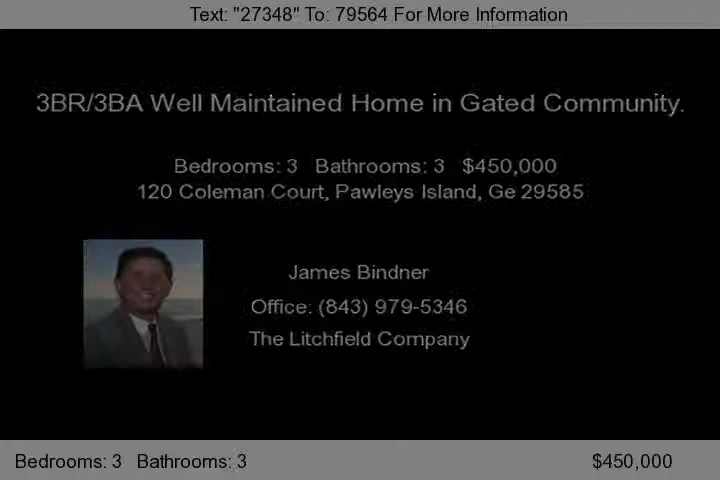 Text: "27348" To: 79564 For More Information
3BR/3BA Well Maintained Home in Gated Community.
Bedrooms: 3 Bathrooms: 3 $450,000
120 Coleman Court, Pawleys Island, Ge 29585
James Bindner
Office: (843) 979-5346
The Litchfield Company
Bedrooms: 3 Bathrooms: 3 $450,000